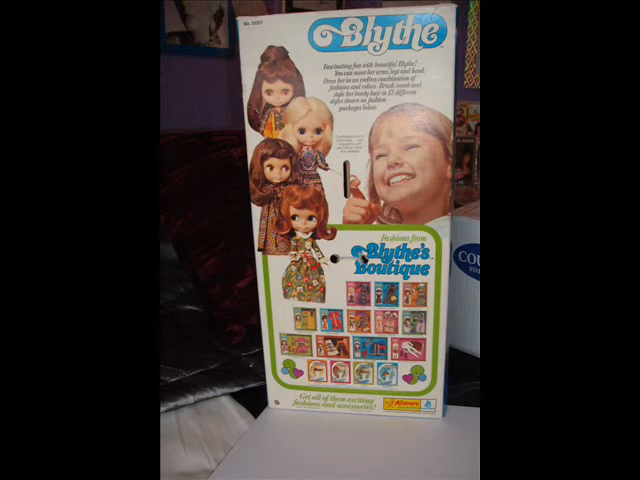 Blythe
Fascinating fun with beautiful Blythe!
You can move her arms, legs and head.
Dress her in an endless combination of
fashions and colors. Brush, comb and
style her lovely hair in 12 different
styles shown on fashion
packages below.
Fashions from
Blythe's
Boutique
Get all of these exciting
fashions and accessories!
Kenner
COU